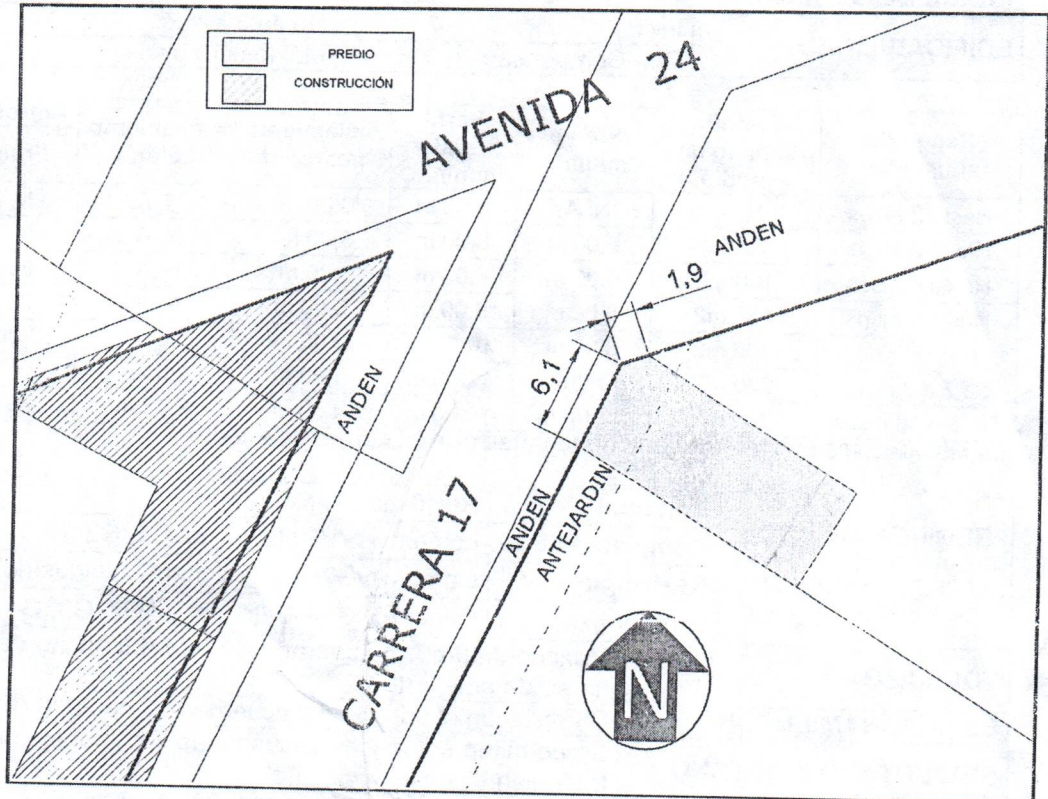 PREDIO
CONSTRUCCIÓN
AVENIDA 24
ANDEN
1,9
6,1
ANDEN
CARRERA 17
ANDEN
ANTEJARDIN
N